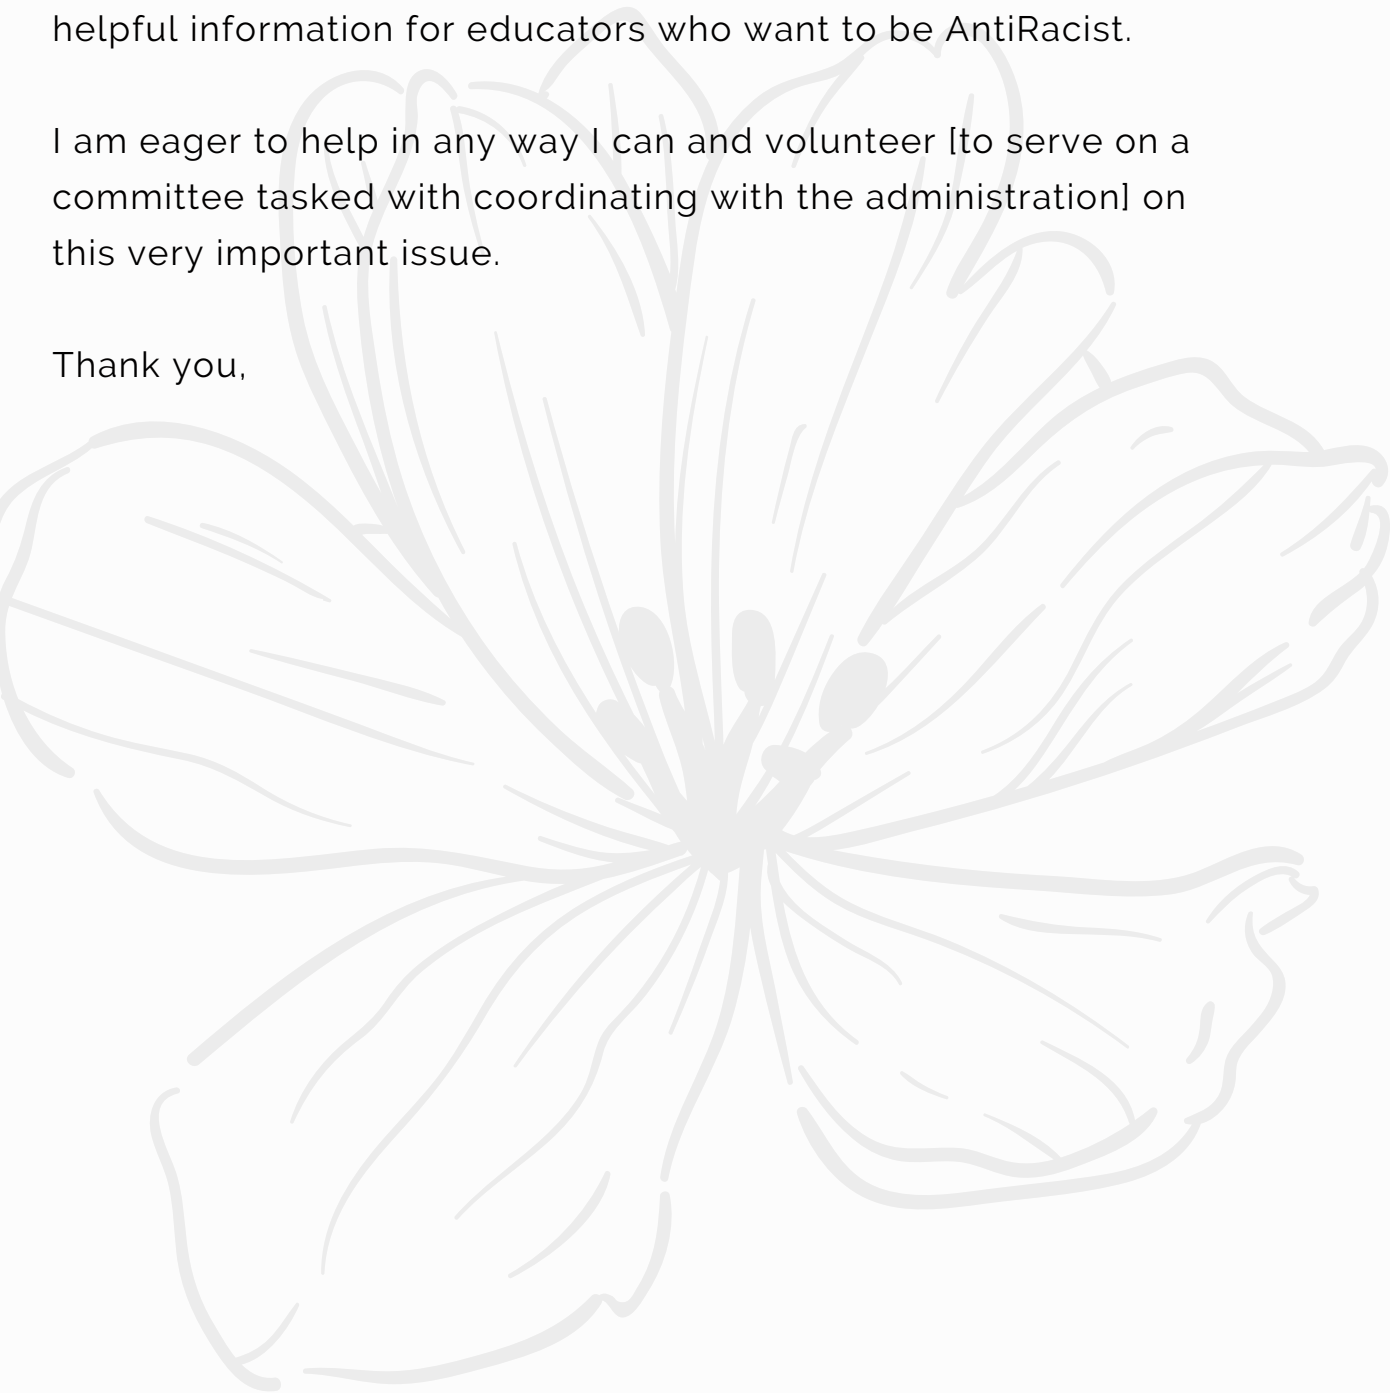 helpful information for educators who want to be AntiRacist.
I am eager to help in any way I can and volunteer [to serve on a
committee tasked with coordinating with the administration] on
this very important issue.
Thank you,